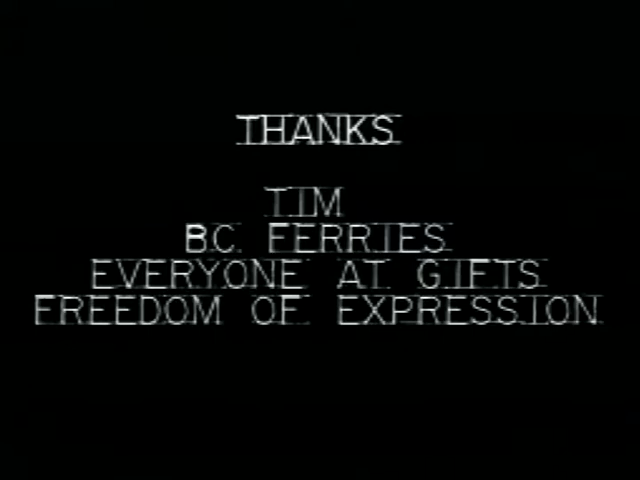 THANKS
TIM
B.C. FERRIES
EVERYONE AT GIFTS
FREEDOM OF EXPRESSION